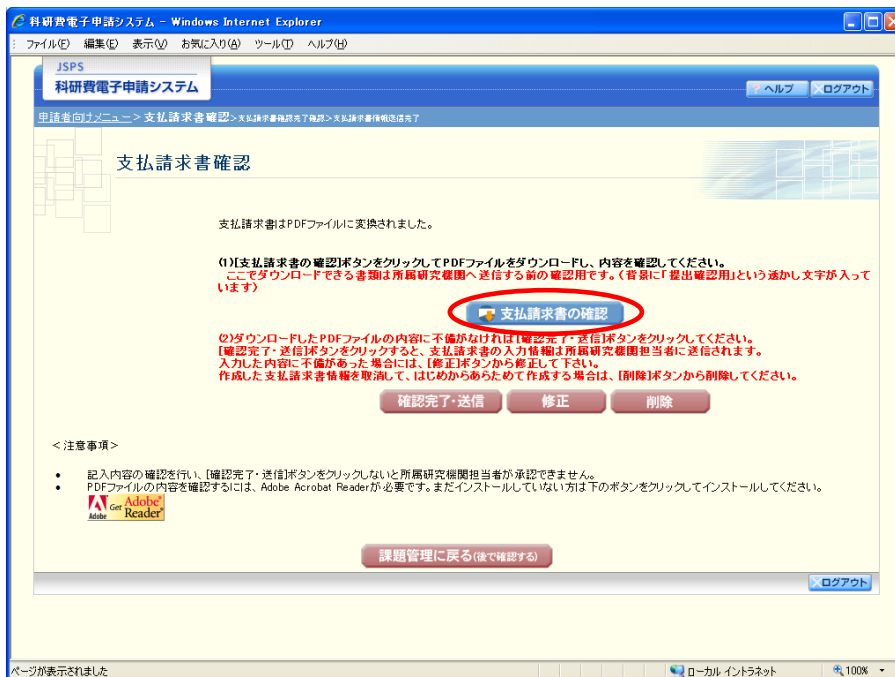 科研費電子申請システム - Windows Internet Explorer
ファイル(F) 編集(E) 表示(V) お気に入り(A) ツール(T) ヘルプ(H)
JSPS
科研費電子申請システム
? ヘルプ ログアウト
申請者向けメニュー>支払請求書確認>支払請求書確認完了確認>支払請求書情報送信完了
支払請求書確認
支払請求書はPDFファイルに変換されました。
(1)[支払請求書の確認]ボタンをクリックしてPDFファイルをダウンロードし、内容を確認してください。
ここでダウンロードできる書類は所属研究機関へ送信する前の確認用です。(背景に「提出確認用」という透かし文字が入って
います)
支払請求書の確認
(2)ダウンロードしたPDFファイルの内容に不備がなければ[確認完了・送信]ボタンをクリックしてください。
[確認完了・送信]ボタンをクリックすると、支払請求書の入力情報は所属研究機関担当者に送信されます。
入力した内容に不備があった場合には、[修正]ボタンから修正して下さい。
作成した支払請求書情報を取消して、はじめからあらためて作成する場合は、[削除]ボタンから削除してください。
確認完了・送信 修正 削除
<注意事項>
• 記入内容の確認を行い、[確認完了・送信]ボタンをクリックしないと所属研究機関担当者が承認できません。
• PDFファイルの内容を確認するには、Adobe Acrobat Readerが必要です。まだインストールしていない方は下のボタンをクリックしてインストールしてください。
Adobe Get Adobe® Reader®
課題管理に戻る(後で確認する)
ログアウト
ページが表示されました ローカル イントラネット 100%